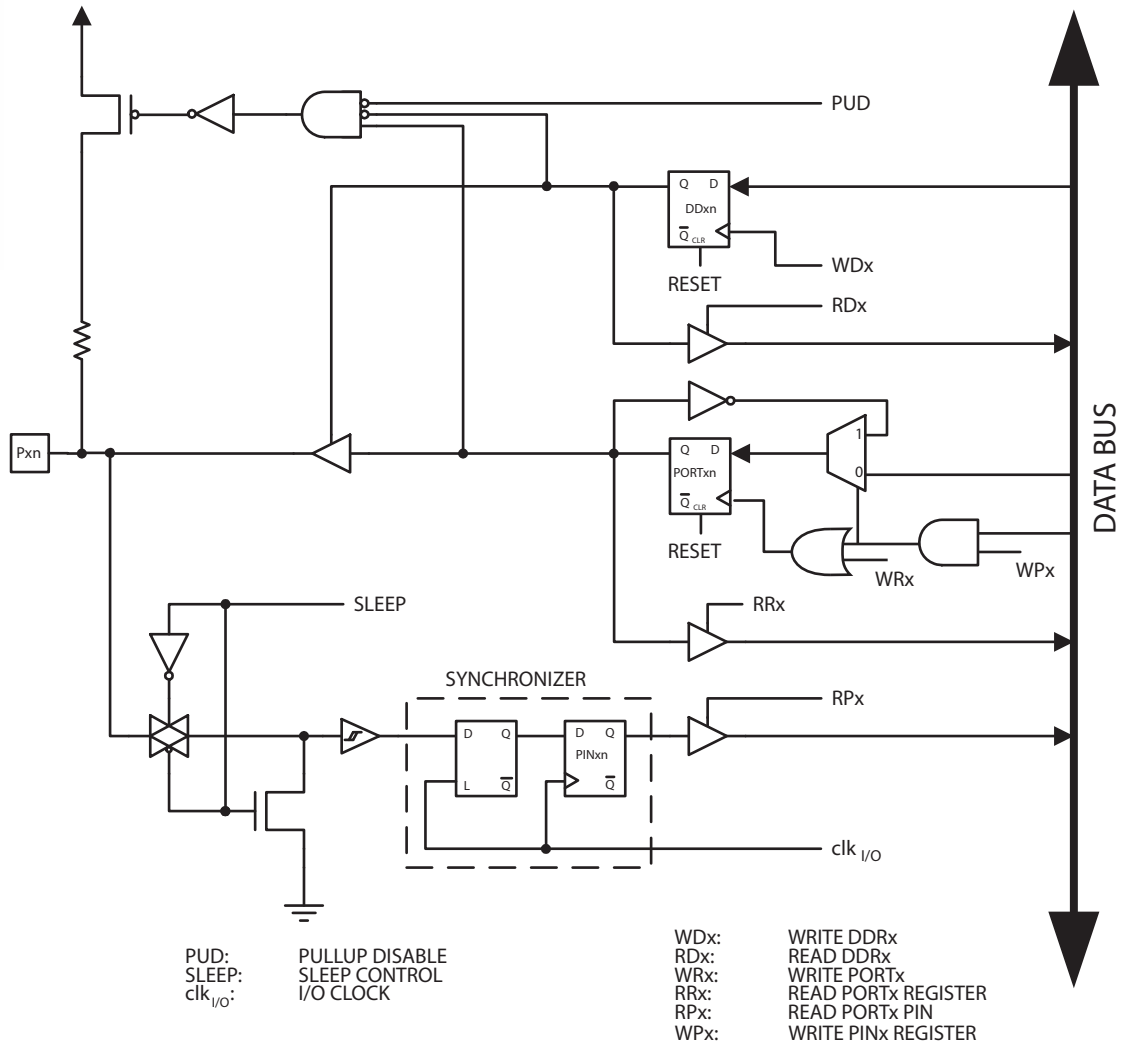 PUD
Q D
DDxn
Q CLR
WDx
RESET
RDx
Pxn
1
Q D
PORTxn
0
Q CLR
RESET
WRx
WPx
DATA BUS
SLEEP
RRx
SYNCHRONIZER
RPx
D Q
D Q
PINxn
L Q
Q
clk I/O
PUD: PULLUP DISABLE
SLEEP: SLEEP CONTROL
clk I/O: I/O CLOCK
WDx: WRITE DDRx
RDx: READ DDRx
WRx: WRITE PORTx
RRx: READ PORTx REGISTER
RPx: READ PORTx PIN
WPx: WRITE PINx REGISTER